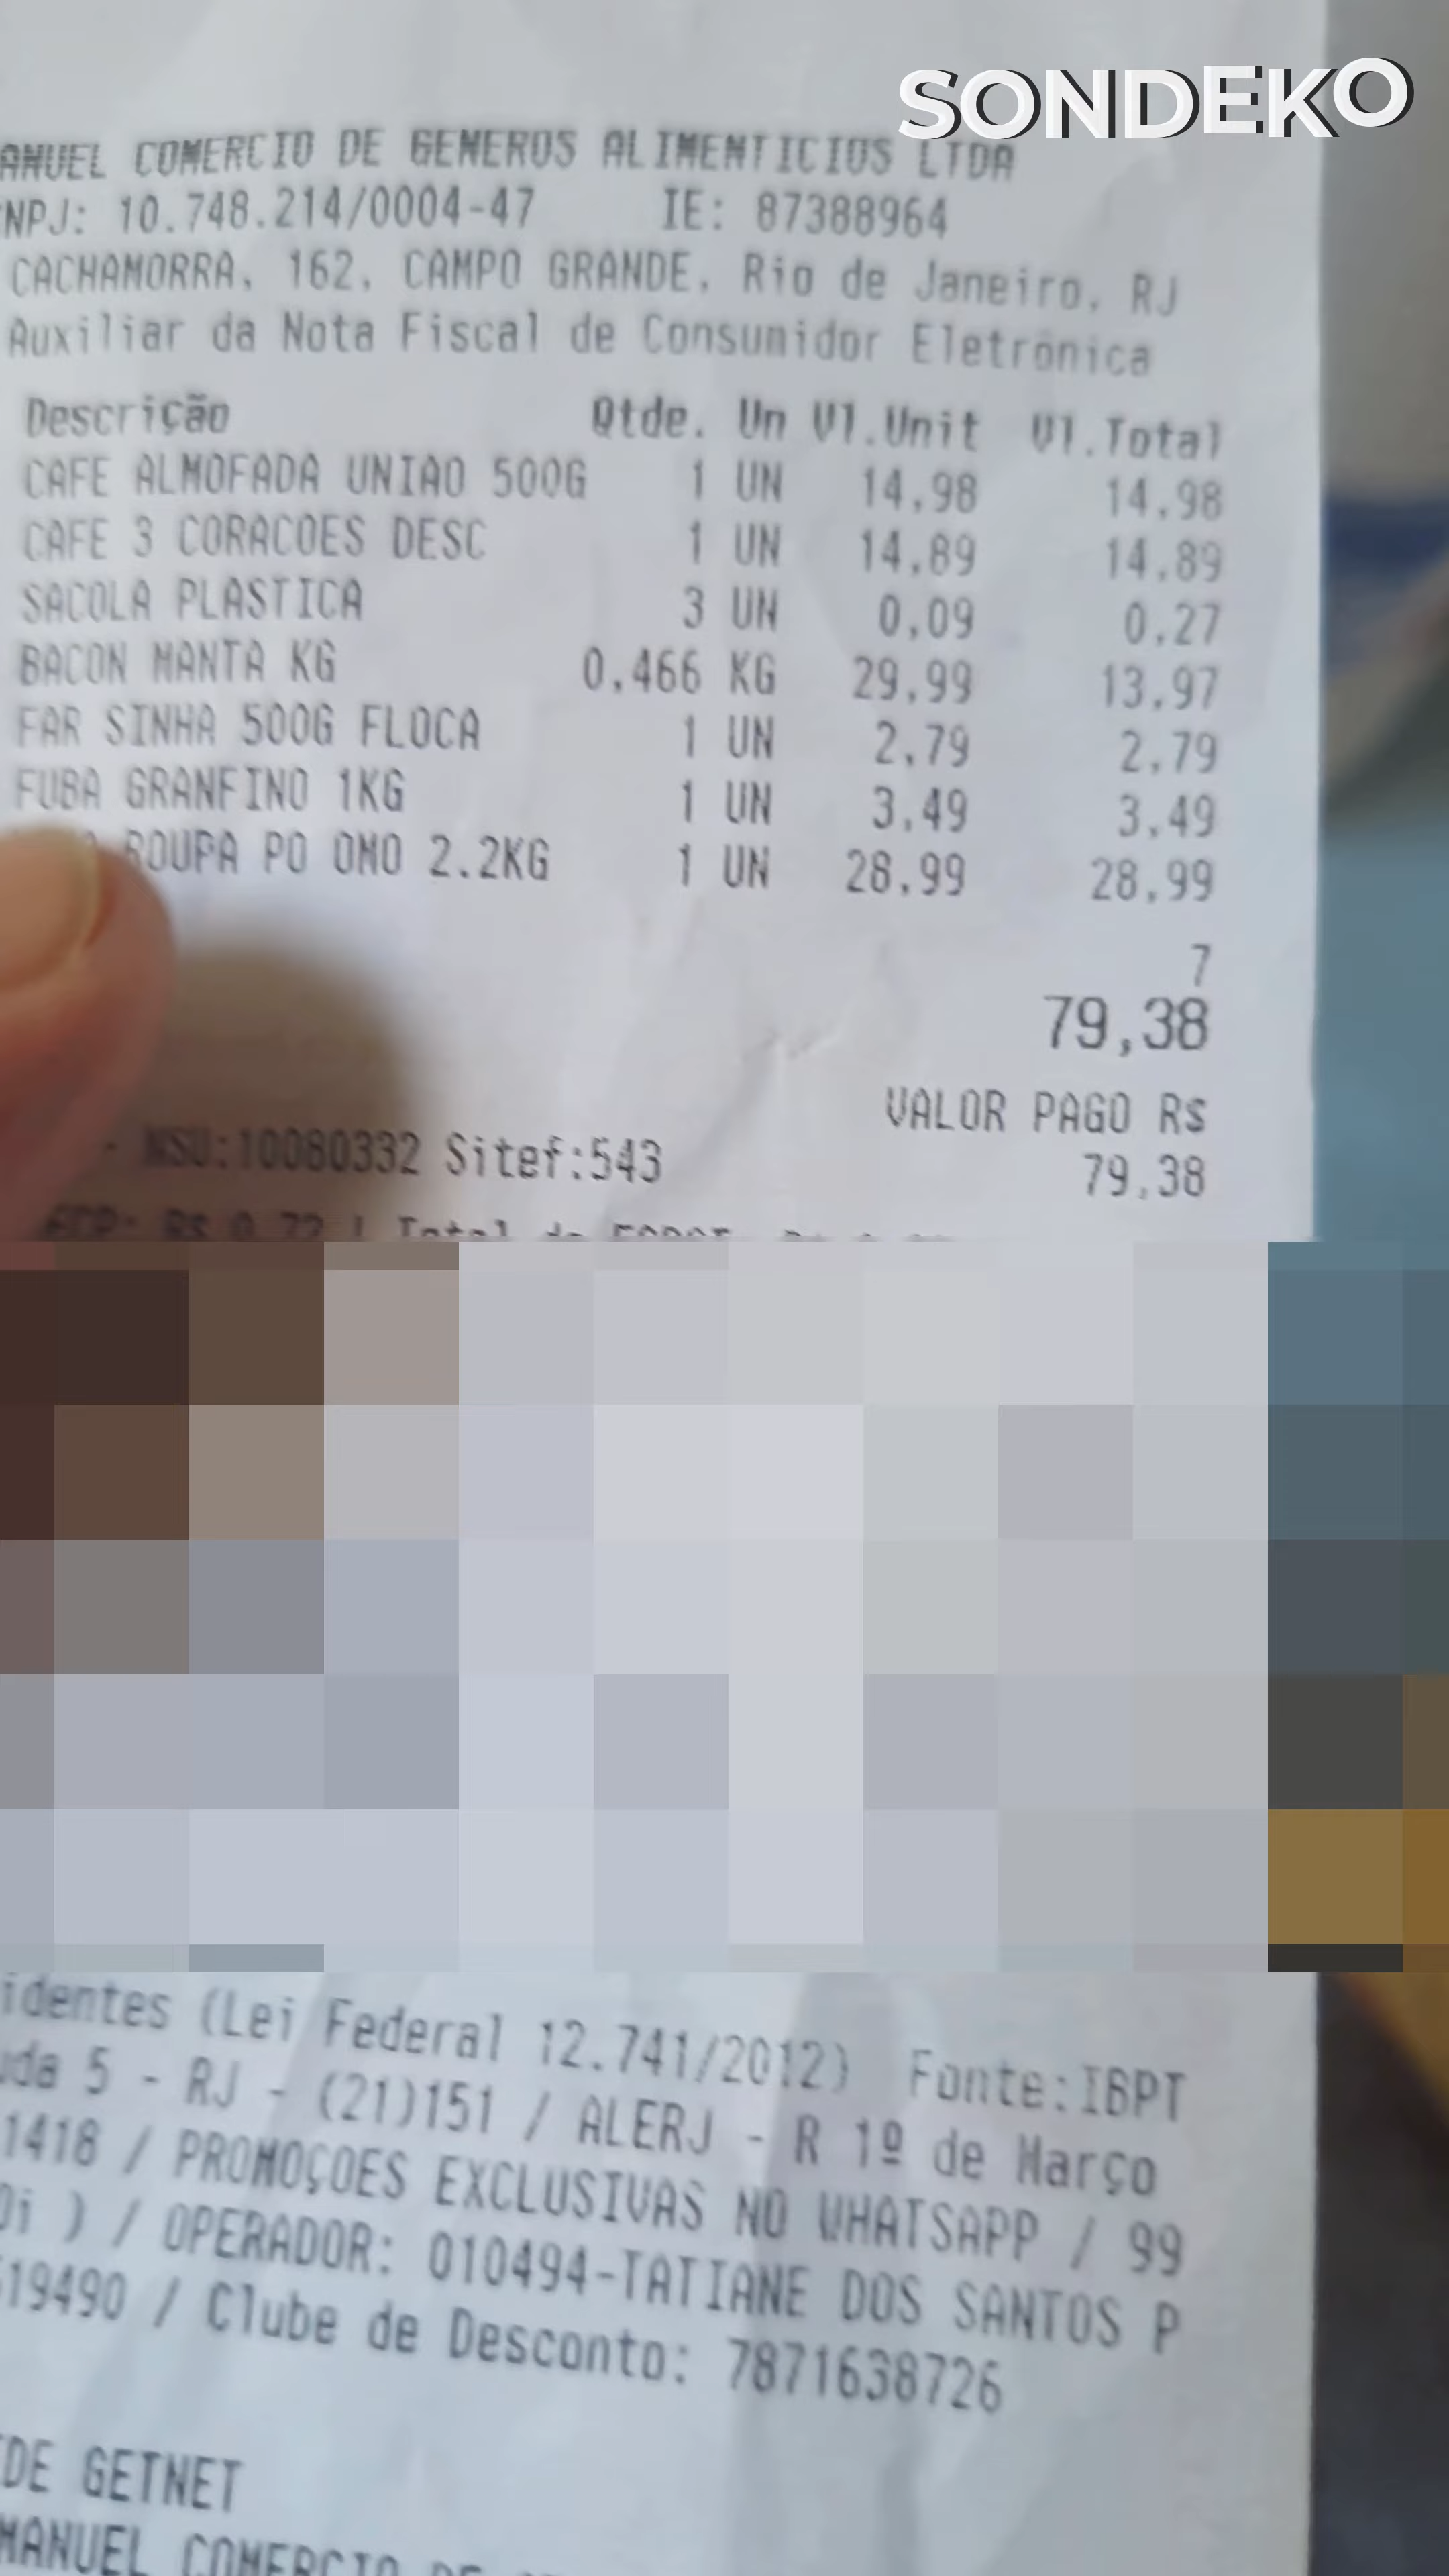 SONDEKO
ANUEL COMERCIO DE GENEROS ALIMENTICIOS LTDA
NPJ: 10.748.214/0004-47 IE: 87388964
CACHAMORRA, 162, CAMPO GRANDE, Rio de Janeiro, RJ
Auxiliar da Nota Fiscal de Consumidor Eletrônica
Descrição Qtde. Un Vl.Unit Vl.Total
CAFE ALMOFADA UNIAO 500G 1 UN 14,98 14,98
CAFE 3 CORACOES DESC 1 UN 14,89 14,89
SACOLA PLASTICA 3 UN 0,09 0,27
BACON MANTA KG 0,466 KG 29,99 13,97
FAR SINHA 500G FLOCA 1 UN 2,79 2,79
FUBA GRANFINO 1KG 1 UN 3,49 3,49
ROUPA PO OMO 2.2KG 1 UN 28,99 28,99
7
79,38
VALOR PAGO R$
- NSU:10080332 Sitef:543 79,38
identes (Lei Federal 12.741/2012) Fonte:IBPT
uda 5 - RJ - (21)151 / ALERJ - R 1º de Março
1418 / PROMOÇOES EXCLUSIVAS NO WHATSAPP / 99
Di ) / OPERADOR: 010494-TATIANE DOS SANTOS P
519490 / Clube de Desconto: 7871638726
DE GETNET
MANUEL COMERCIO DE